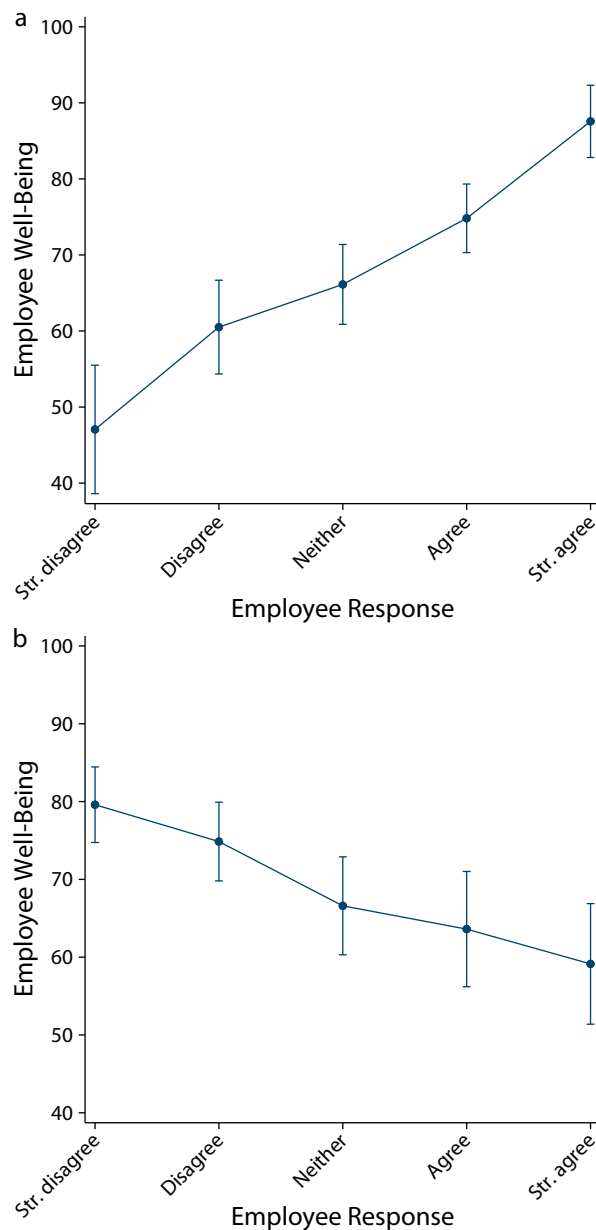 a
100
90
80
70
60
50
40
Employee Well-Being
Str. disagree
Disagree
Neither
Agree
Str. agree
Employee Response
b
100
90
80
70
60
50
40
Employee Well-Being
Str. disagree
Disagree
Neither
Agree
Str. agree
Employee Response